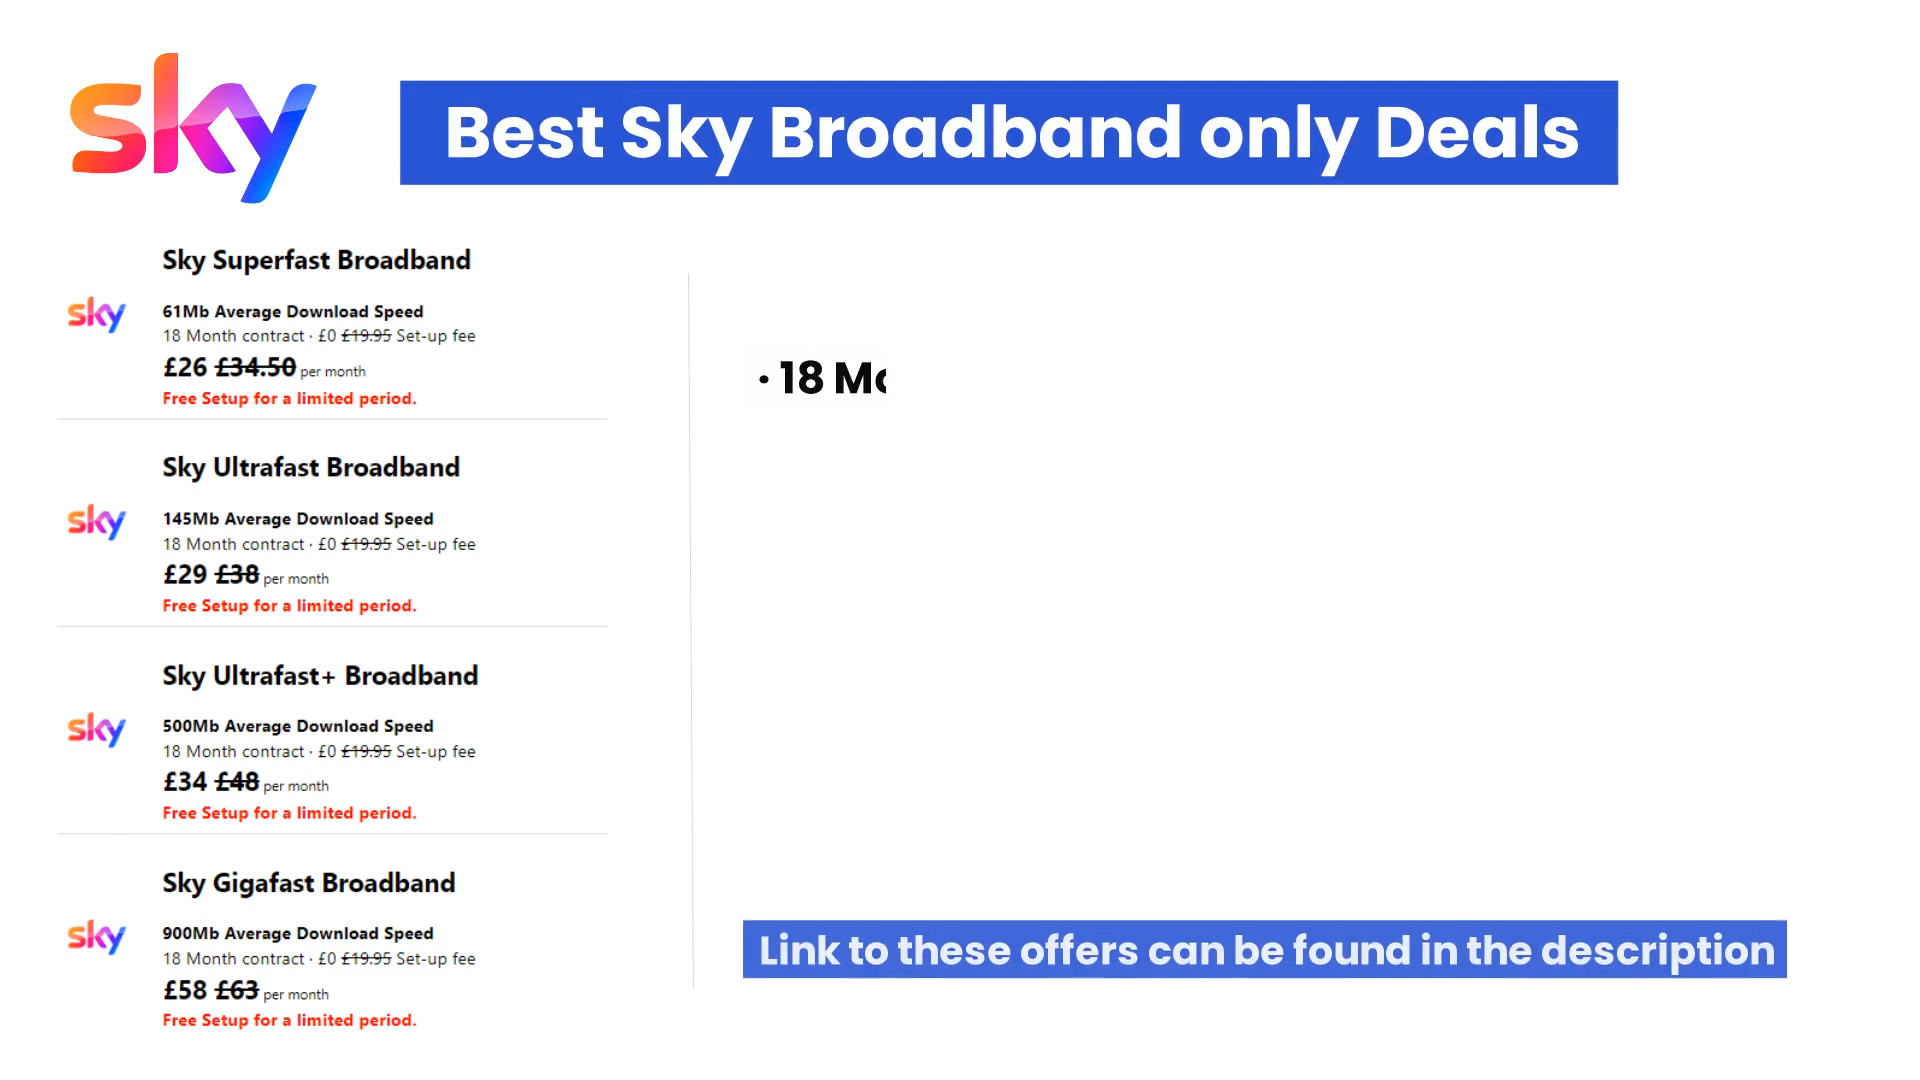 sky
Best Sky Broadband only Deals
Sky Superfast Broadband
sky
61Mb Average Download Speed
18 Month contract · £0 £19.95 Set-up fee
£26 £34.50 per month
Free Setup for a limited period.
Sky Ultrafast Broadband
sky
145Mb Average Download Speed
18 Month contract · £0 £19.95 Set-up fee
£29 £38 per month
Free Setup for a limited period.
Sky Ultrafast+ Broadband
sky
500Mb Average Download Speed
18 Month contract · £0 £19.95 Set-up fee
£34 £48 per month
Free Setup for a limited period.
Sky Gigafast Broadband
sky
900Mb Average Download Speed
18 Month contract · £0 £19.95 Set-up fee
£58 £63 per month
Free Setup for a limited period.
· 18
Link to these offers can be found in the description